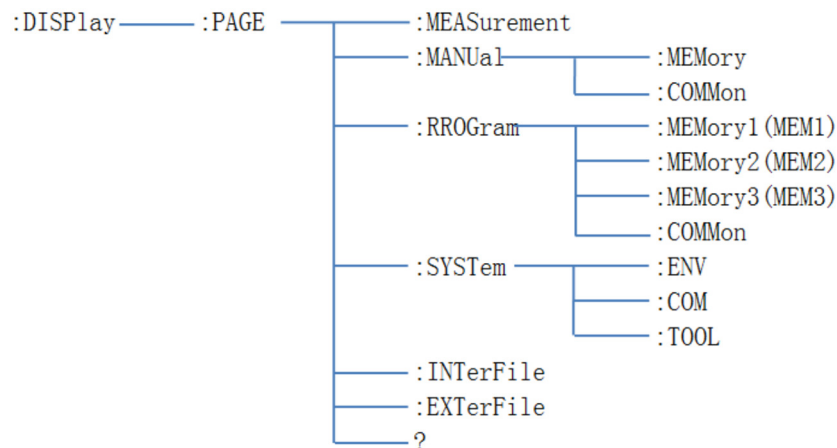 :DISPlay :PAGE :MEASurement
:MANUal :MEMory
:COMMon
:RROGram :MEMory1(MEM1)
:MEMory2(MEM2)
:MEMory3(MEM3)
:COMMon
:SYSTem :ENV
:COM
:TOOL
:INTerFile
:EXTerFile
?